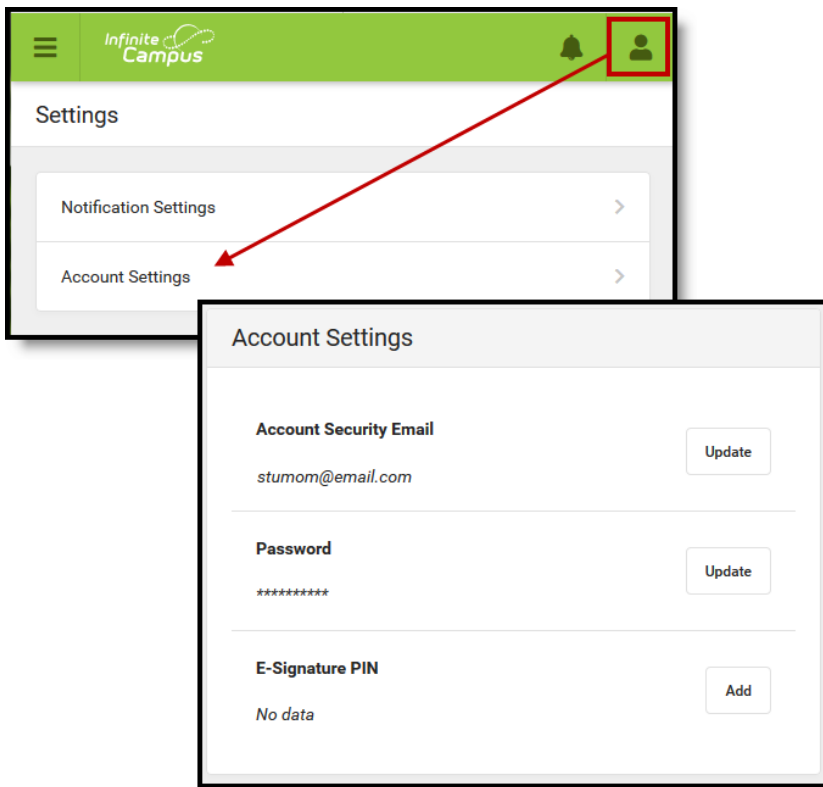 Infinite
Campus
Settings
Notification Settings
Account Settings
Account Settings
Account Security Email
Update
stumom@email.com
Password
Update
**********
E-Signature PIN
Add
No data